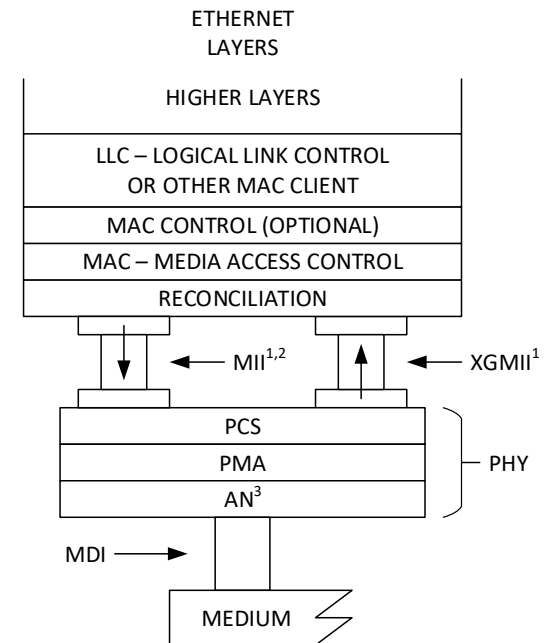 ETHERNET
LAYERS
HIGHER LAYERS
LLC – LOGICAL LINK CONTROL
OR OTHER MAC CLIENT
MAC CONTROL (OPTIONAL)
MAC – MEDIA ACCESS CONTROL
RECONCILIATION
MII¹,²
XGMII¹
PCS
PMA
PHY
AN³
MDI
MEDIUM